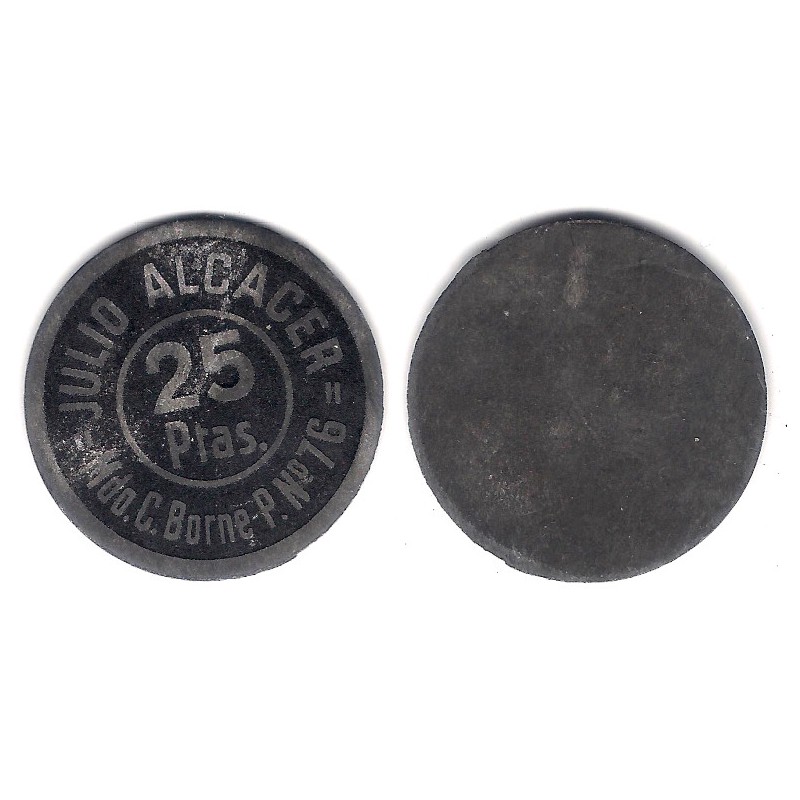 JULIO ALCACER
25
Ptas.
Mdo. C. Borne-P. Nº 76